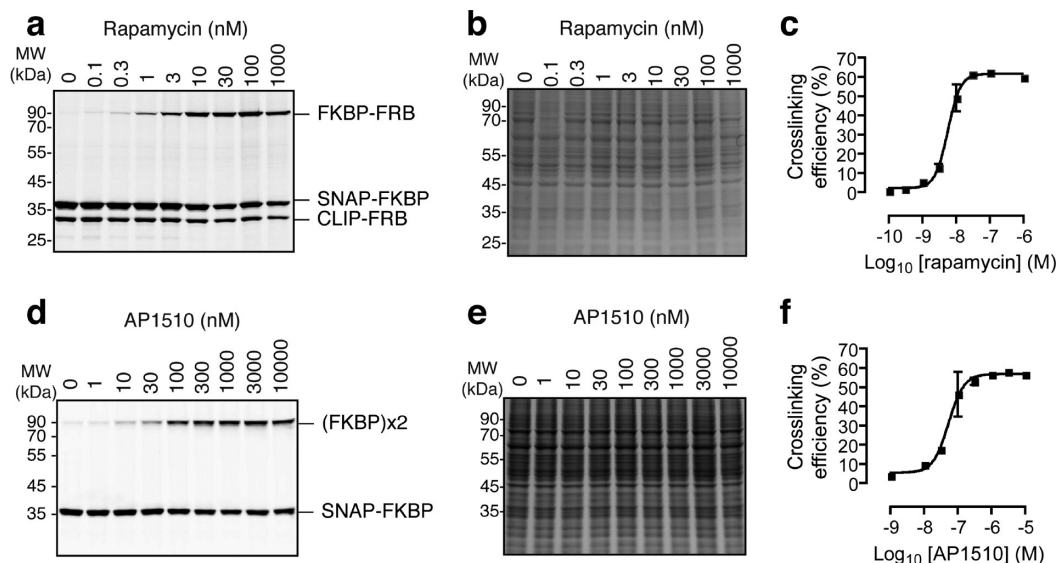 a
Rapamycin (nM)
MW
(kDa)
0 0.1 0.3 1 3 10 30 100 1000
90-
70-
55-
45-
35-
25-
FKBP-FRB
SNAP-FKBP
CLIP-FRB
b
Rapamycin (nM)
MW
(kDa)
0 0.1 0.3 1 3 10 30 100 1000
90-
70-
55-
45-
35-
25-
c
Crosslinking
efficiency (%)
70
60
50
40
30
20
10
0
-10 -9 -8 -7 -6
Log10 [rapamycin] (M)
d
AP1510 (nM)
MW
(kDa)
0 1 10 30 100 300 1000 3000 10000
90-
70-
55-
45-
35-
(FKBP)x2
SNAP-FKBP
e
AP1510 (nM)
MW
(kDa)
0 1 10 30 100 300 1000 3000 10000
90-
70-
55-
45-
35-
f
Crosslinking
efficiency (%)
70
60
50
40
30
20
10
0
-9 -8 -7 -6 -5
Log10 [AP1510] (M)